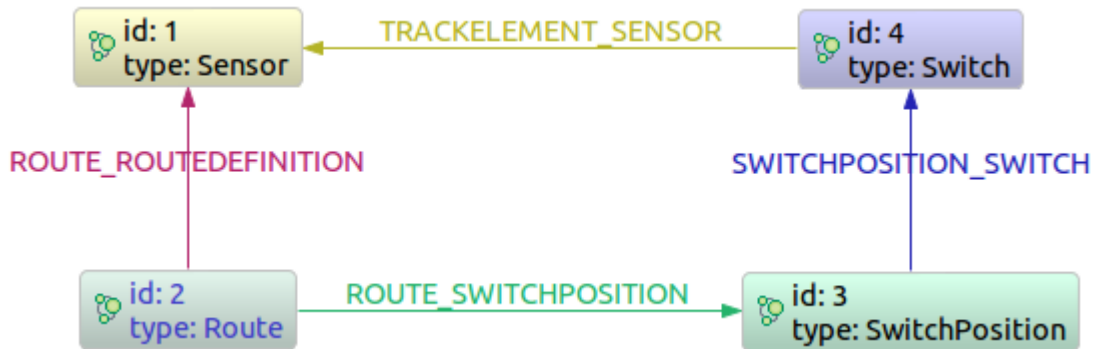 id: 1
type: Sensor
TRACKELEMENT_SENSOR
id: 4
type: Switch
ROUTE_ROUTEDEFINITION
SWITCHPOSITION_SWITCH
id: 2
type: Route
ROUTE_SWITCHPOSITION
id: 3
type: SwitchPosition